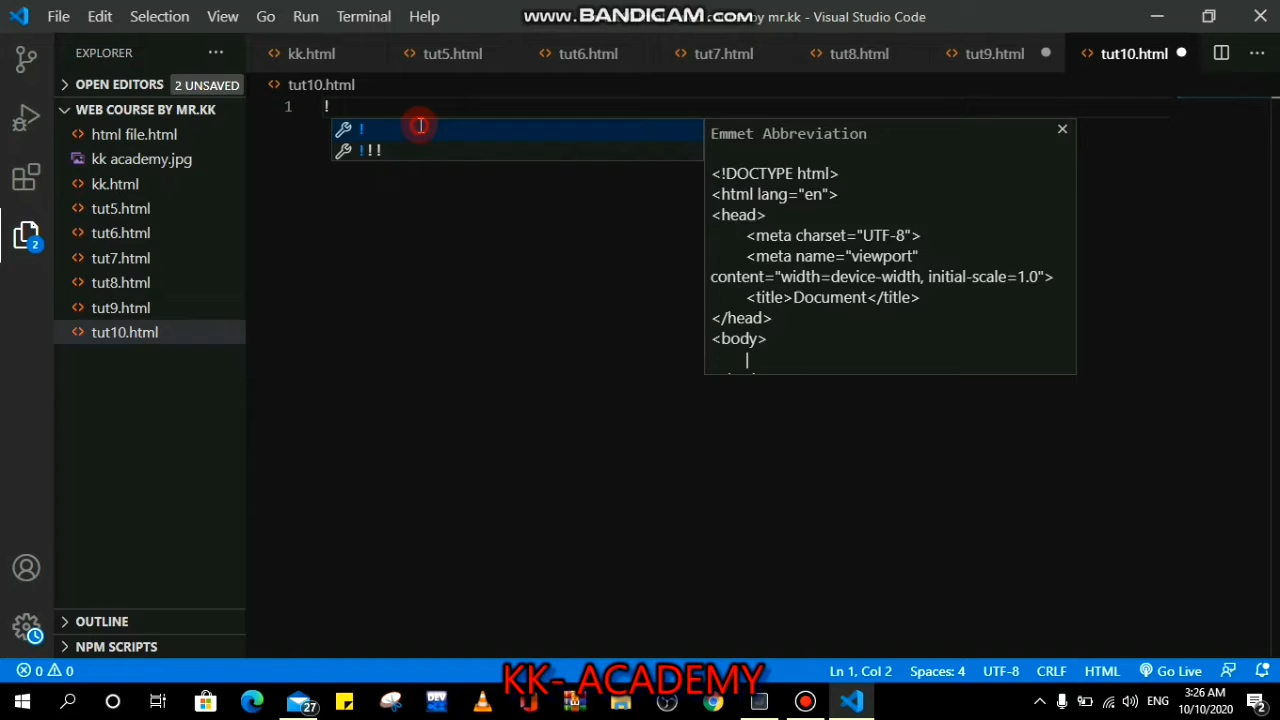 File Edit Selection View Go Run Terminal Help
www.BANDICAM.com by mr.kk - Visual Studio Code
EXPLORER
kk.html tut5.html tut6.html tut7.html tut8.html tut9.html tut10.html
OPEN EDITORS 2 UNSAVED
tut10.html
WEB COURSE BY MR.KK
html file.html
kk academy.jpg
kk.html
tut5.html
tut6.html
tut7.html
tut8.html
tut9.html
tut10.html
2
1 !
!
!!!
Emmet Abbreviation
<!DOCTYPE html>
<html lang="en">
<head>
<meta charset="UTF-8">
<meta name="viewport"
content="width=device-width, initial-scale=1.0">
<title>Document</title>
</head>
<body>
|
OUTLINE
NPM SCRIPTS
0 0
Ln 1, Col 2 Spaces: 4 UTF-8 CRLF HTML Go Live
KK- ACADEMY
27
DEV
ENG
3:26 AM
10/10/2020
2